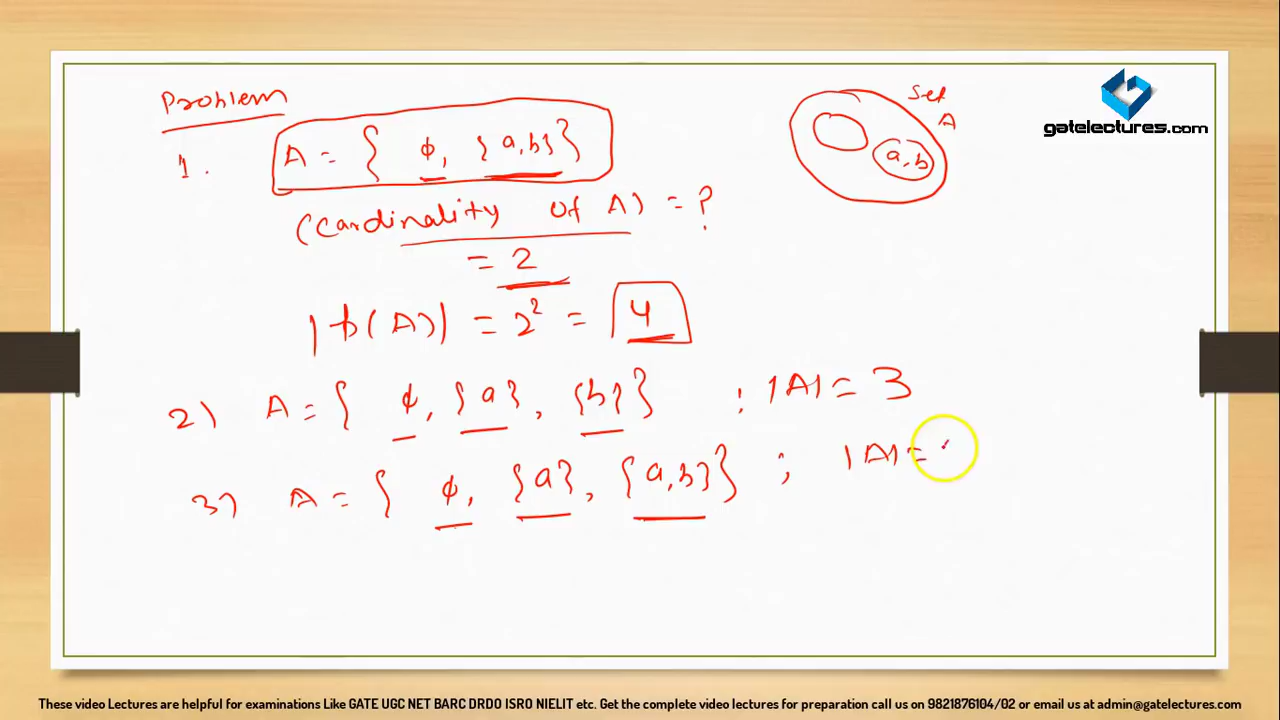 Problem
Set
A
gatelectures.com
1. A = { φ, {a,b} }
a,b
(Cardinality of A) = ?
= 2
|p(A)| = 2² = 4
2) A = { φ, {a}, {b} } ; |A| = 3
3) A = { φ, {a}, {a,b} } ; |A| =
These video Lectures are helpful for examinations Like GATE UGC NET BARC DRDO ISRO NIELIT etc. Get the complete video lectures for preparation call us on 9821876104/02 or email us at admin@gatelectures.com